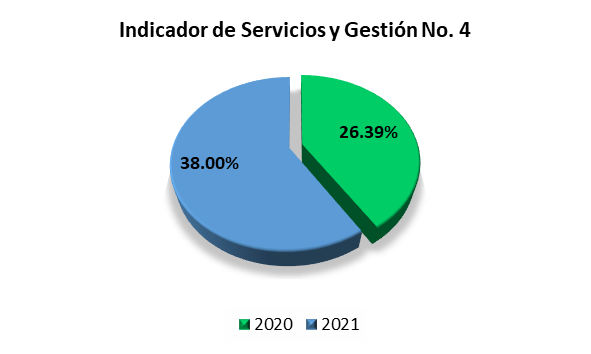 Indicador de Servicios y Gestión No. 4
26.39%
38.00%
2020 2021